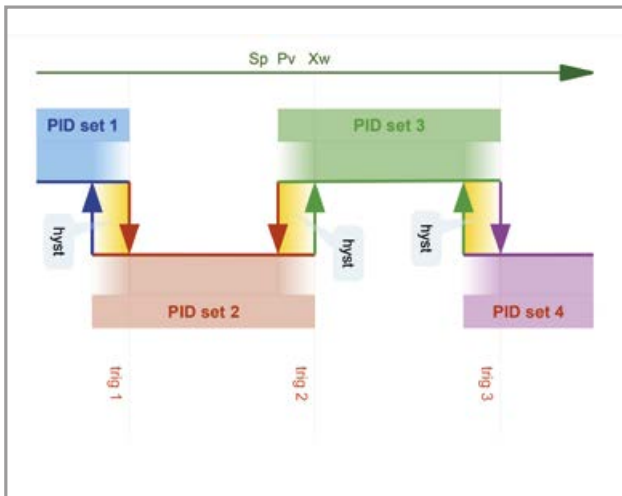 Sp Pv Xw
PID set 1
PID set 3
hyst
hyst
hyst
PID set 2
PID set 4
trig 1
trig 2
trig 3